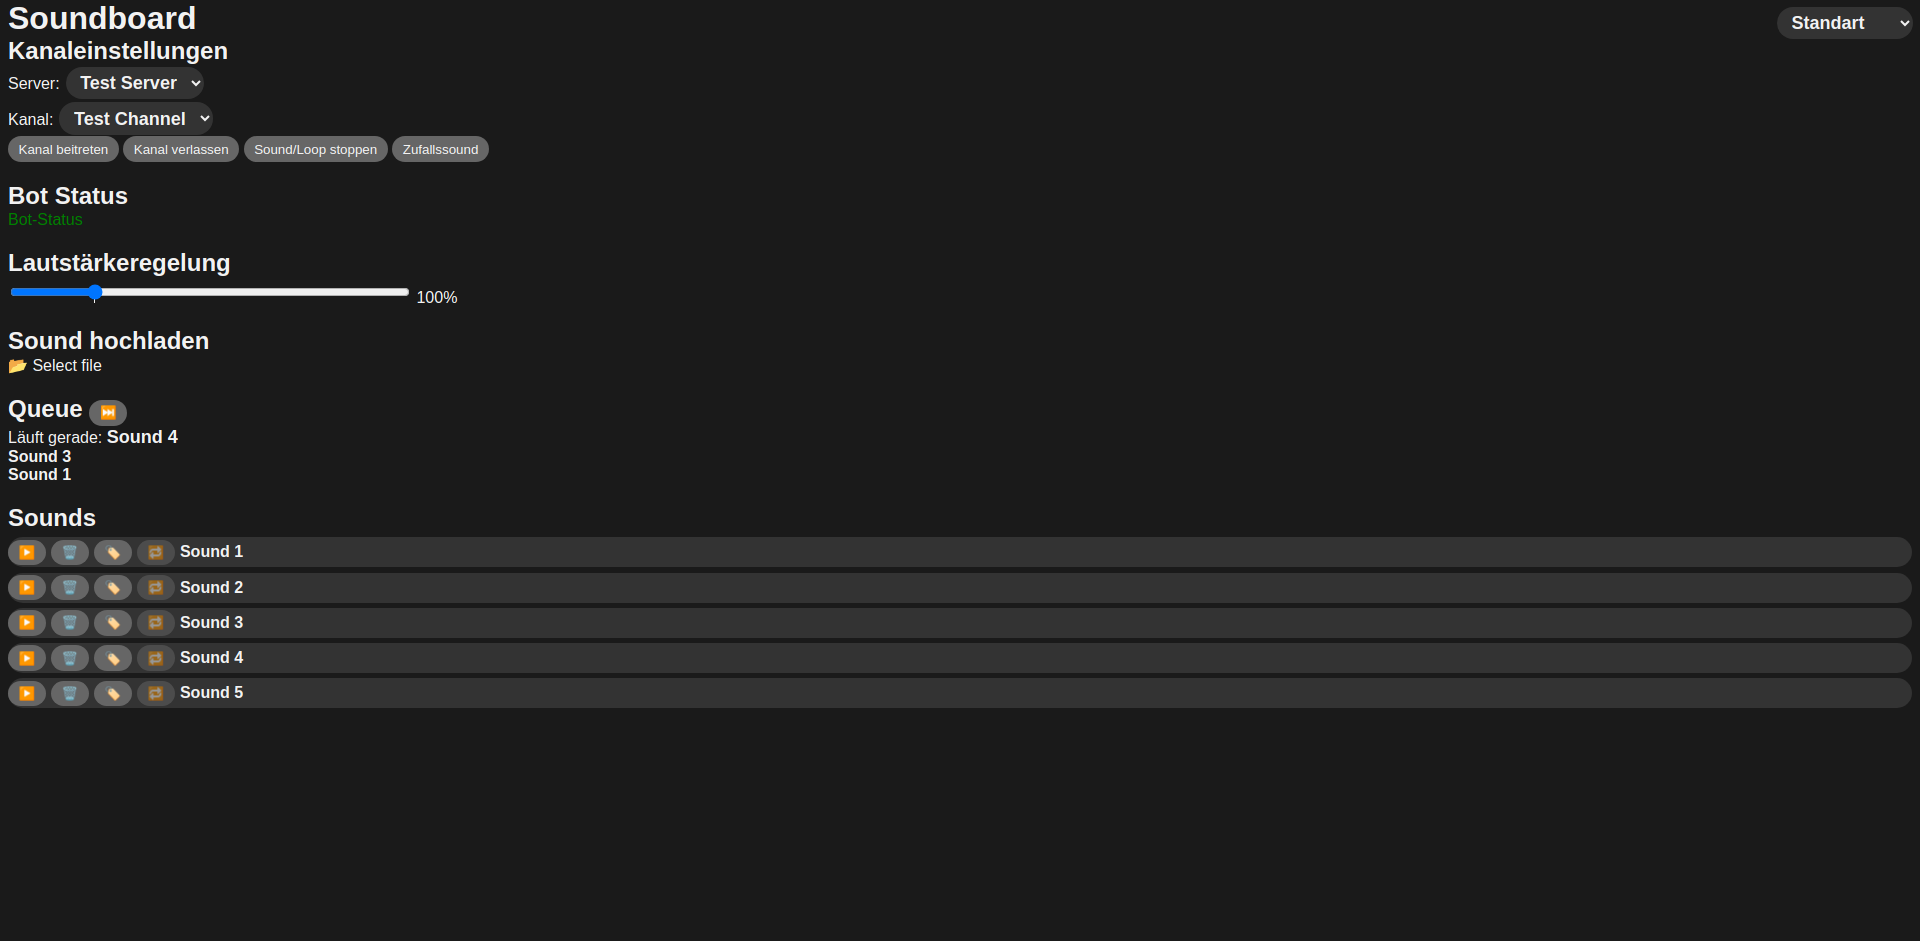 Soundboard
Standart
Kanaleinstellungen
Server: Test Server
Kanal: Test Channel
Kanal beitreten Kanal verlassen Sound/Loop stoppen Zufallssound
Bot Status
Bot-Status
Lautstärkeregelung
100%
Sound hochladen
📂 Select file
Queue ⏭️
Läuft gerade: Sound 4
Sound 3
Sound 1
Sounds
▶️ 🗑️ 🏷️ 🔁 Sound 1
▶️ 🗑️ 🏷️ 🔁 Sound 2
▶️ 🗑️ 🏷️ 🔁 Sound 3
▶️ 🗑️ 🏷️ 🔁 Sound 4
▶️ 🗑️ 🏷️ 🔁 Sound 5